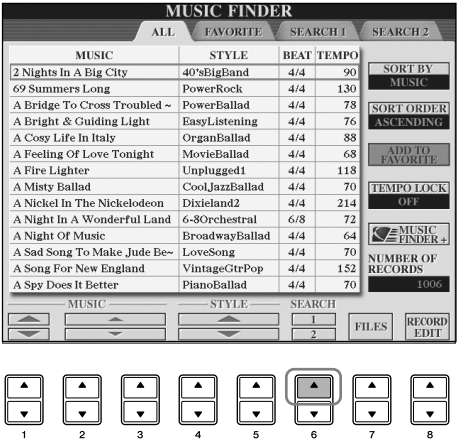 MUSIC FINDER
ALL FAVORITE SEARCH 1 SEARCH 2
MUSIC STYLE BEAT TEMPO
2 Nights In A Big City 40'sBigBand 4/4 90
69 Summers Long PowerRock 4/4 130
A Bridge To Cross Troubled ~ PowerBallad 4/4 78
A Bright & Guiding Light EasyListening 4/4 76
A Cosy Life In Italy OrganBallad 4/4 88
A Feeling Of Love Tonight MovieBallad 4/4 68
A Fire Lighter Unplugged1 4/4 118
A Misty Ballad CoolJazzBallad 4/4 70
A Nickel In The Nickelodeon Dixieland2 4/4 214
A Night In A Wonderful Land 6-8Orchestral 6/8 72
A Night Of Music BroadwayBallad 4/4 64
A Sad Song To Make Jude Be~ LoveSong 4/4 70
A Song For New England VintageGtrPop 4/4 152
A Spy Does It Better PianoBallad 4/4 70
SORT BY
MUSIC
SORT ORDER
ASCENDING
ADD TO
FAVORITE
TEMPO LOCK
OFF
MUSIC
FINDER+
NUMBER OF
RECORDS
1006
MUSIC STYLE SEARCH
1
2
FILES
RECORD
EDIT
1 2 3 4 5 6 7 8